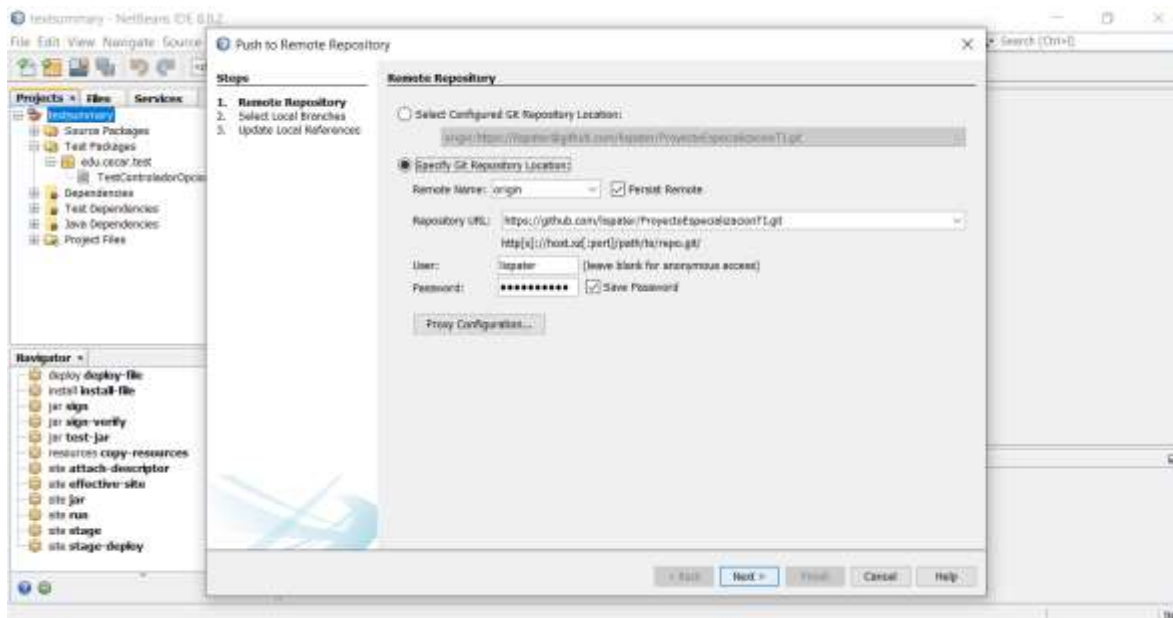 testsummary - NetBeans IDE 8.0.2
File Edit View Navigate Source
Search (Ctrl+I)
Projects Files Services
testsummary
Source Packages
Test Packages
edu.cecar.test
TestControladorOpcio
Dependencies
Test Dependencies
Java Dependencies
Project Files
Navigator
deploy deploy-file
install install-file
jar sign
jar sign-verify
jar test-jar
resources copy-resources
site attach-descriptor
site effective-site
site jar
site run
site stage
site stage-deploy
Push to Remote Repository
Steps
1. Remote Repository
2. Select Local Branches
3. Update Local References
Remote Repository
Select Configured Git Repository Location:
Specify Git Repository Location:
Remote Name: origin Persist Remote
Repository URL: https://github.com/lispater/ProyectoEspecializacionTI.git
http[s]://host.xz[:port]/path/to/repo.git/
User: lispater (leave blank for anonymous access)
Password: ●●●●●●●●●● Save Password
Proxy Configuration...
< Back Next > Finish Cancel Help